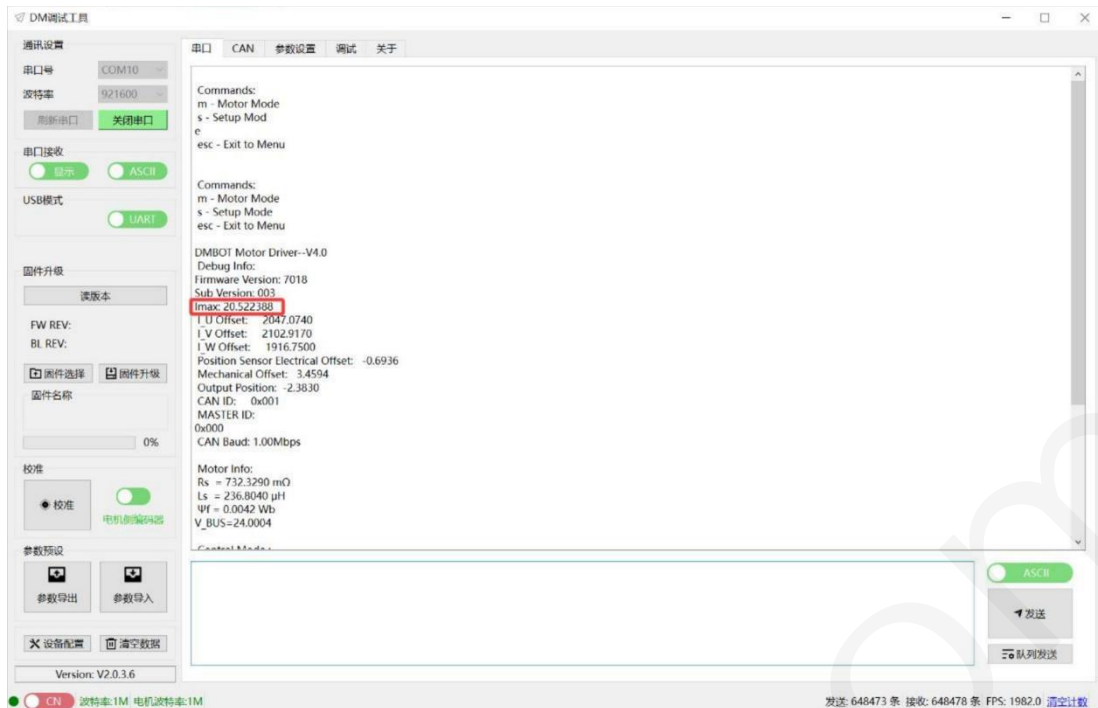 DM调试工具
通讯设置
串口号 COM10
波特率 921600
刷新串口 关闭串口
串口接收
显示 ASCII
USB模式
UART
固件升级
读版本
FW REV:
BL REV:
固件选择 固件升级
固件名称
0%
校准
校准
电机侧编码器
参数预设
参数导出 参数导入
设备配置 清空数据
Version: V2.0.3.6
串口 CAN 参数设置 调试 关于
Commands:
m - Motor Mode
s - Setup Mod
e
esc - Exit to Menu
Commands:
m - Motor Mode
s - Setup Mode
esc - Exit to Menu
DMBOT Motor Driver--V4.0
Debug Info:
Firmware Version: 7018
Sub Version: 003
Imax: 20.522388
I_U Offset: 2047.0740
I_V Offset: 2102.9170
I_W Offset: 1916.7500
Position Sensor Electrical Offset: -0.6936
Mechanical Offset: 3.4594
Output Position: -2.3830
CAN ID: 0x001
MASTER ID:
0x000
CAN Baud: 1.00Mbps
Motor Info:
Rs = 732.3290 mΩ
Ls = 236.8040 μH
Ψf = 0.0042 Wb
V_BUS=24.0004
Control Mode :
ASCII
发送
队列发送
CN 波特率:1M 电机波特率:1M
发送: 648473 条 接收: 648478 条 FPS: 1982.0 清空计数